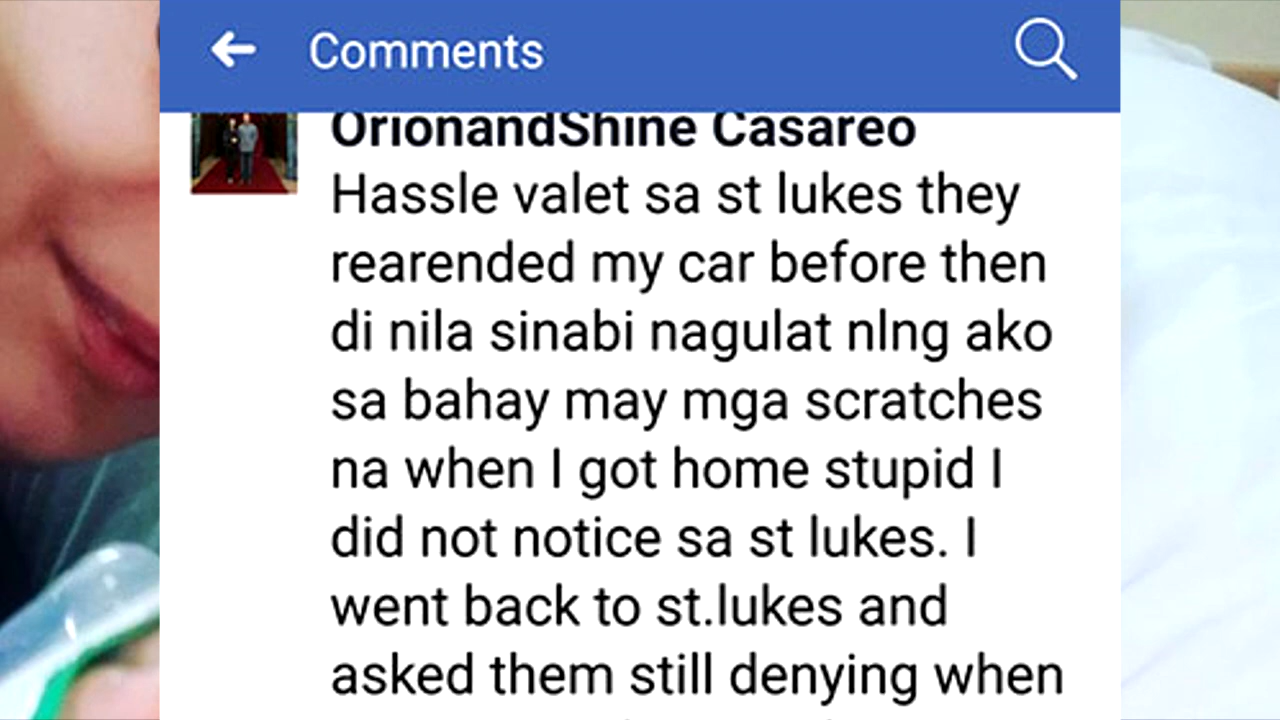 Comments
OrionandShine Casareo
Hassle valet sa st lukes they
rearended my car before then
di nila sinabi nagulat nlng ako
sa bahay may mga scratches
na when I got home stupid I
did not notice sa st lukes. I
went back to st.lukes and
asked them still denying when